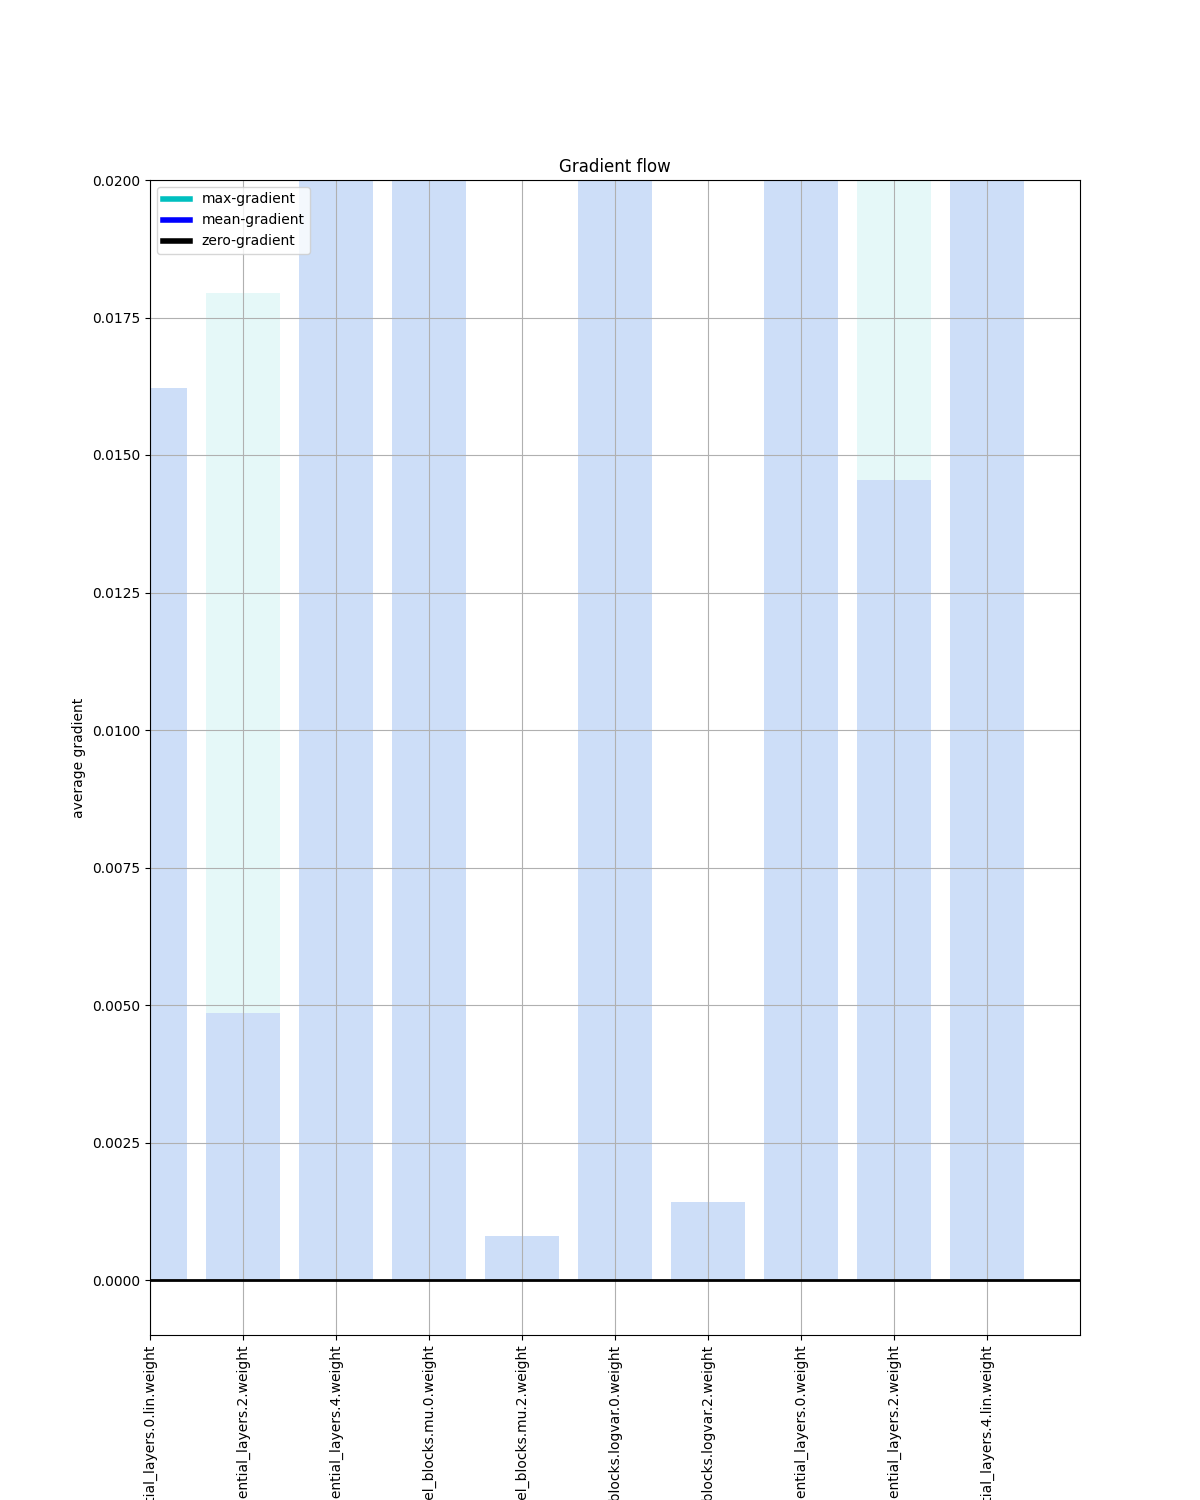 Gradient flow
max-gradient
mean-gradient
zero-gradient
0.0200
0.0175
0.0150
0.0125
0.0100
0.0075
0.0050
0.0025
0.0000
average gradient
tial_layers.0.lin.weight
ential_layers.2.weight
ential_layers.4.weight
el_blocks.mu.0.weight
el_blocks.mu.2.weight
blocks.logvar.0.weight
blocks.logvar.2.weight
ential_layers.0.weight
ential_layers.2.weight
tial_layers.4.lin.weight